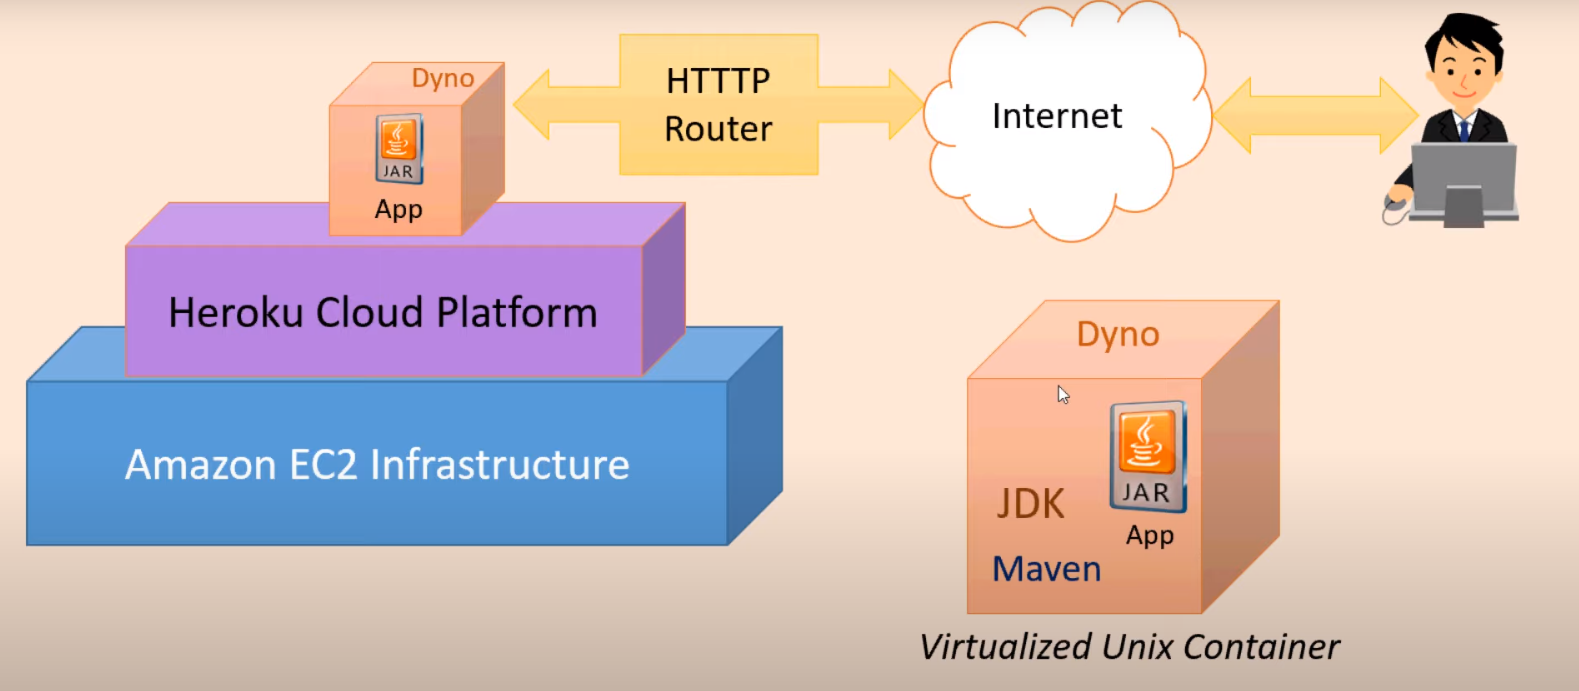 Dyno
JAR
App
HTTTP
Router
Internet
Heroku Cloud Platform
Amazon EC2 Infrastructure
Dyno
JAR
App
JDK
Maven
Virtualized Unix Container